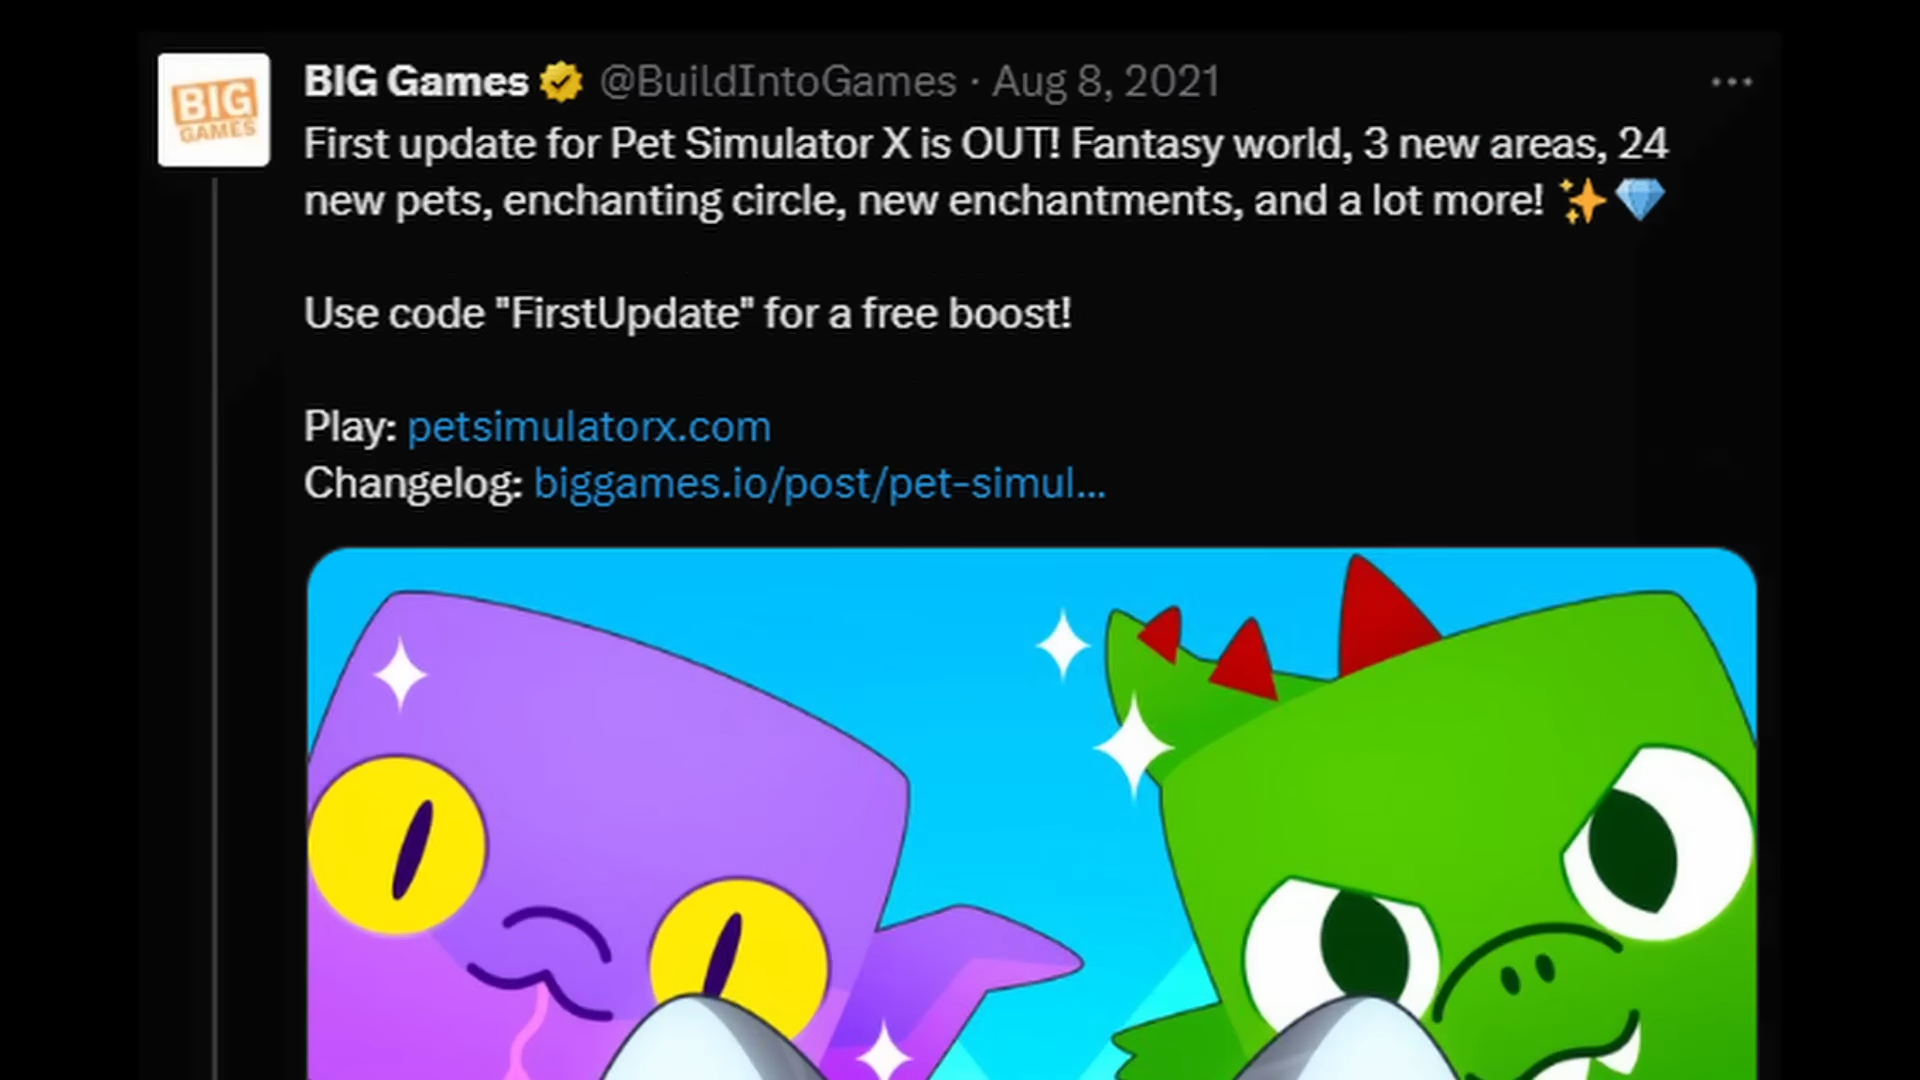 BIG
GAMES
BIG Games @BuildIntoGames · Aug 8, 2021
First update for Pet Simulator X is OUT! Fantasy world, 3 new areas, 24
new pets, enchanting circle, new enchantments, and a lot more! ✨💎
Use code "FirstUpdate" for a free boost!
Play: petsimulatorx.com
Changelog: biggames.io/post/pet-simul...